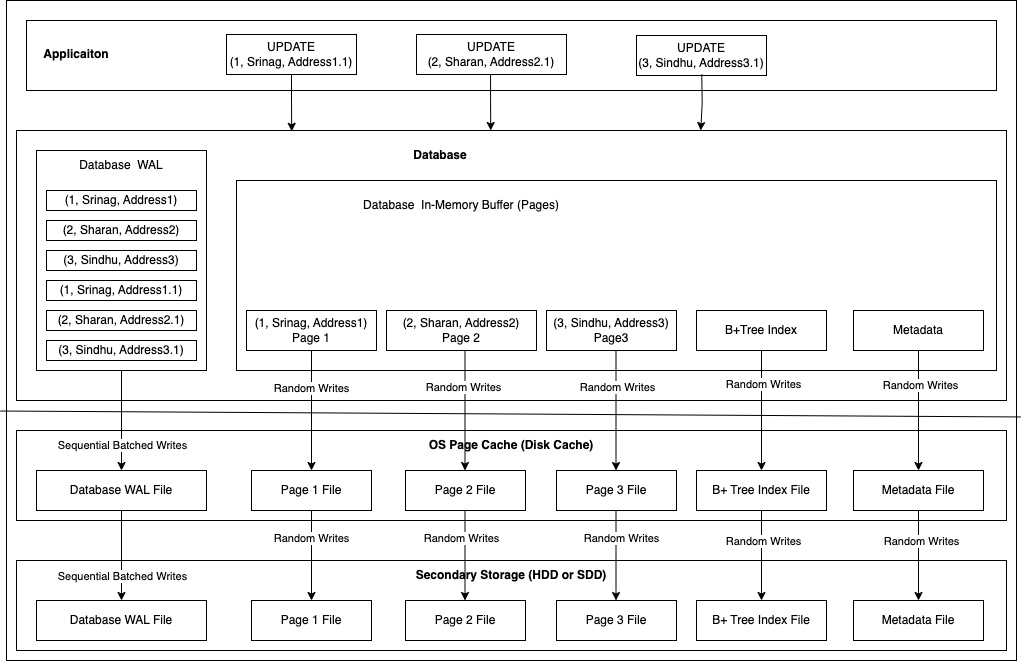 Applicaiton
UPDATE
(1, Srinag, Address1.1)
UPDATE
(2, Sharan, Address2.1)
UPDATE
(3, Sindhu, Address3.1)
Database
Database WAL
(1, Srinag, Address1)
(2, Sharan, Address2)
(3, Sindhu, Address3)
(1, Srinag, Address1.1)
(2, Sharan, Address2.1)
(3, Sindhu, Address3.1)
Database In-Memory Buffer (Pages)
(1, Srinag, Address1)
Page 1
(2, Sharan, Address2)
Page 2
(3, Sindhu, Address3)
Page3
B+Tree Index
Metadata
Random Writes
Random Writes
Random Writes
Random Writes
Random Writes
Sequential Batched Writes
OS Page Cache (Disk Cache)
Database WAL File
Page 1 File
Page 2 File
Page 3 File
B+ Tree Index File
Metadata File
Random Writes
Random Writes
Random Writes
Random Writes
Random Writes
Sequential Batched Writes
Secondary Storage (HDD or SDD)
Database WAL File
Page 1 File
Page 2 File
Page 3 File
B+ Tree Index File
Metadata File